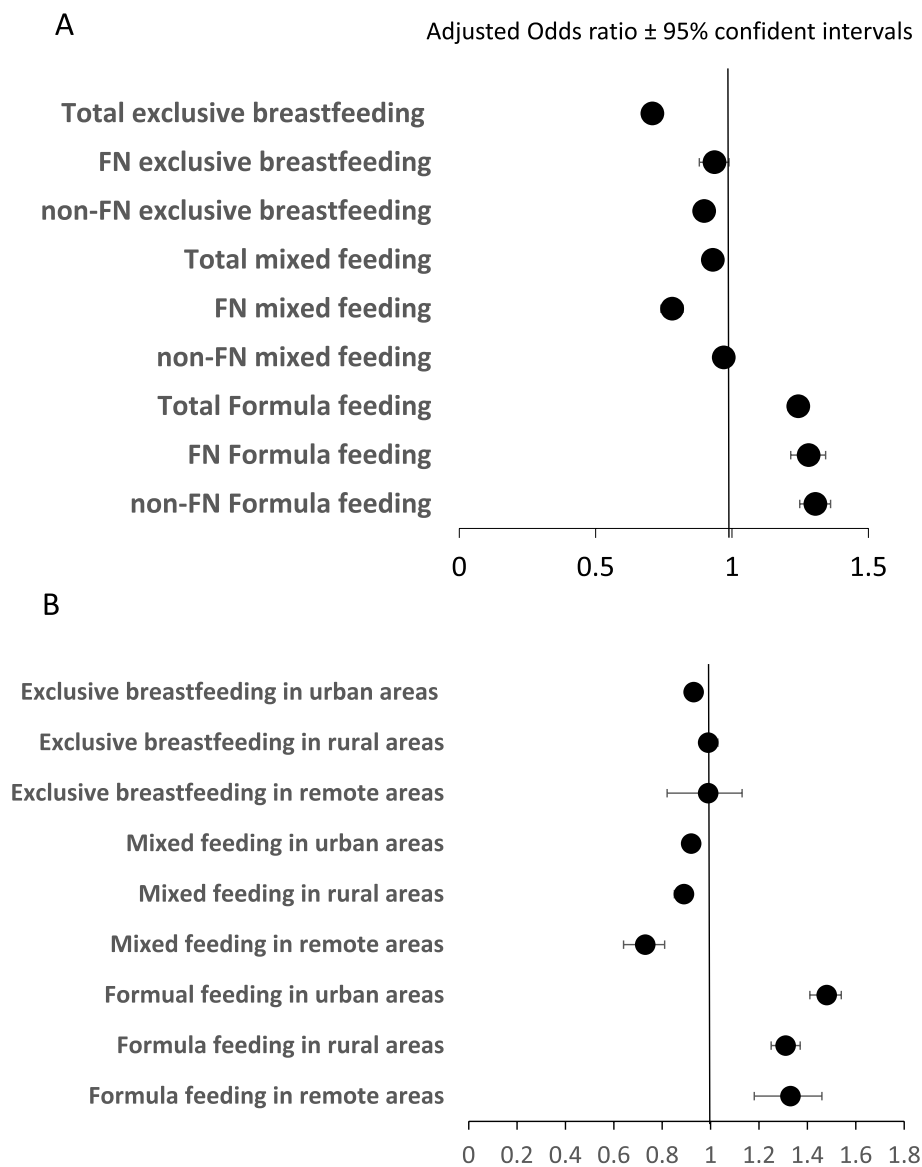 A
Adjusted Odds ratio ± 95% confident intervals
Total exclusive breastfeeding
FN exclusive breastfeeding
non-FN exclusive breastfeeding
Total mixed feeding
FN mixed feeding
non-FN mixed feeding
Total Formula feeding
FN Formula feeding
non-FN Formula feeding
0 0.5 1 1.5
B
Exclusive breastfeeding in urban areas
Exclusive breastfeeding in rural areas
Exclusive breastfeeding in remote areas
Mixed feeding in urban areas
Mixed feeding in rural areas
Mixed feeding in remote areas
Formual feeding in urban areas
Formula feeding in rural areas
Formula feeding in remote areas
0 0.2 0.4 0.6 0.8 1 1.2 1.4 1.6 1.8